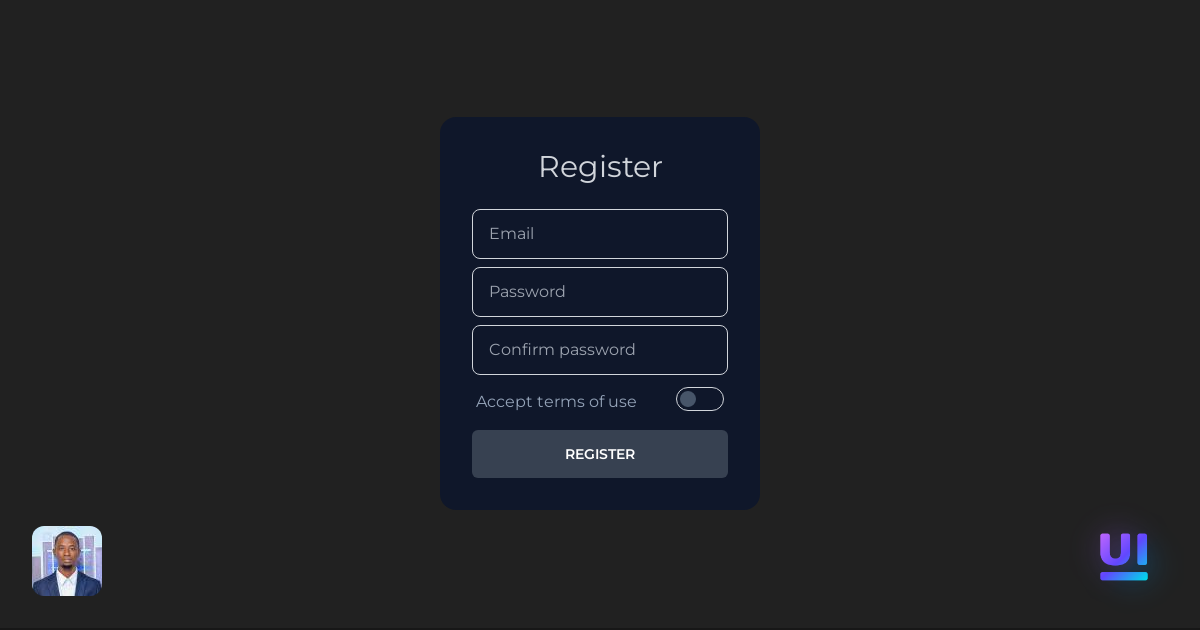 Register
Email
Password
Confirm password
Accept terms of use
REGISTER
UI